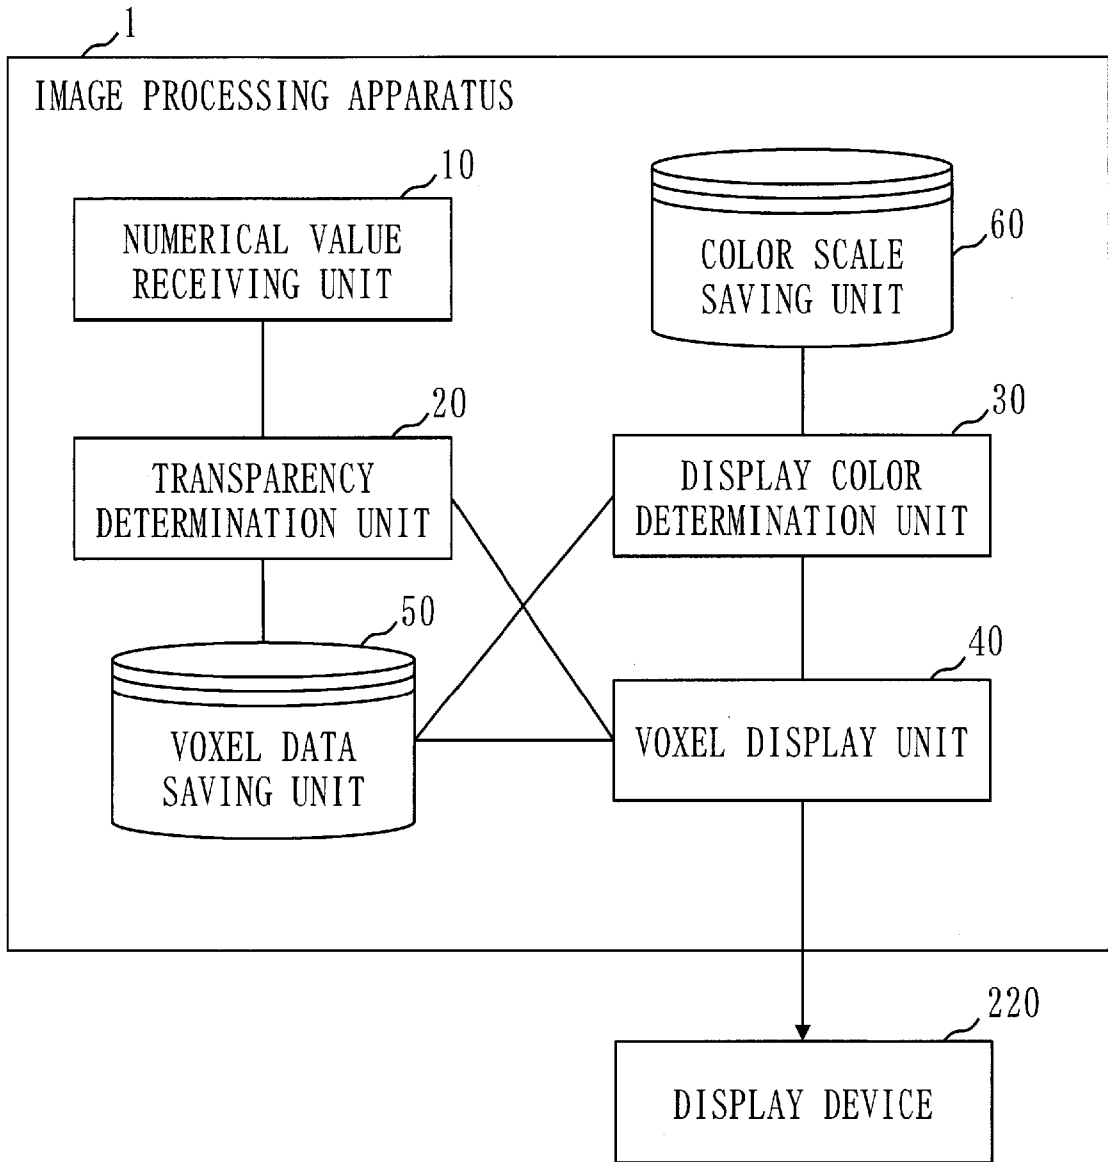 1
IMAGE PROCESSING APPARATUS
10
NUMERICAL VALUE
RECEIVING UNIT
60
COLOR SCALE
SAVING UNIT
20
TRANSPARENCY
DETERMINATION UNIT
30
DISPLAY COLOR
DETERMINATION UNIT
50
VOXEL DATA
SAVING UNIT
40
VOXEL DISPLAY UNIT
220
DISPLAY DEVICE